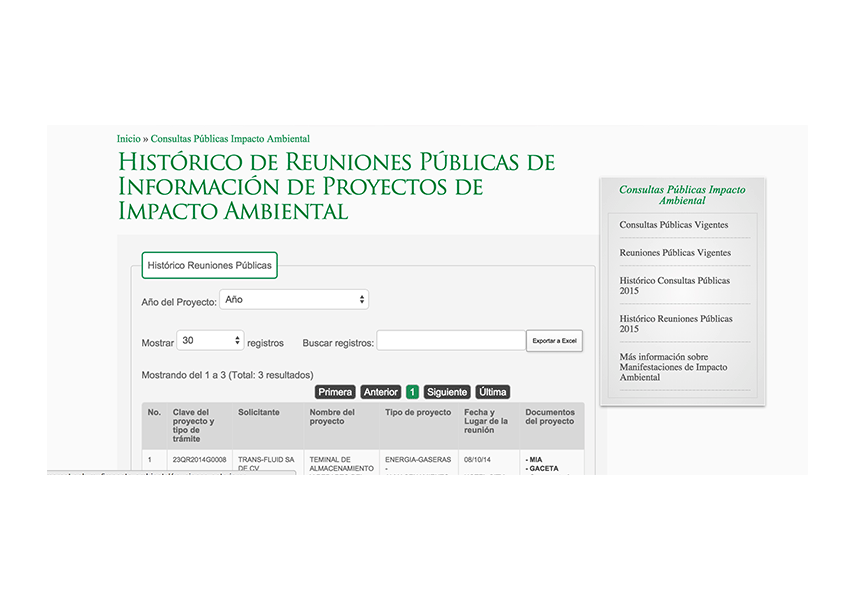 Inicio » Consultas Públicas Impacto Ambiental
Histórico de Reuniones Públicas de
Información de Proyectos de
Impacto Ambiental
Histórico Reuniones Públicas
Año del Proyecto: Año
Mostrar 30 registros Buscar registros: Exportar a Excel
Mostrando del 1 a 3 (Total: 3 resultados)
Primera Anterior 1 Siguiente Última
No. Clave del proyecto y tipo de trámite Solicitante Nombre del proyecto Tipo de proyecto Fecha y Lugar de la reunión Documentos del proyecto
1 23QR2014G0008 TRANS-FLUID SA TEMINAL DE ENERGIA-GASERAS 08/10/14 - MIA
DE CV ALMACENAMIENTO - - GACETA
Consultas Públicas Impacto
Ambiental
Consultas Públicas Vigentes
Reuniones Públicas Vigentes
Histórico Consultas Públicas
2015
Histórico Reuniones Públicas
2015
Más información sobre
Manifestaciones de Impacto
Ambiental